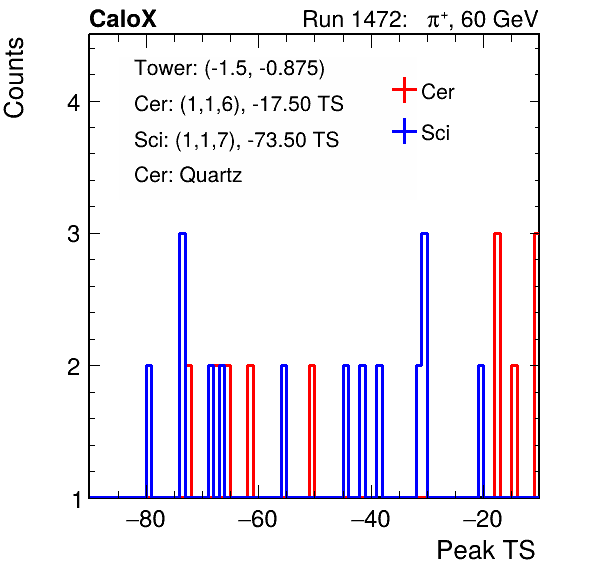 CaloX Run 1472: π⁺, 60 GeV
Counts
Tower: (-1.5, -0.875)
Cer: (1,1,6), -17.50 TS
Sci: (1,1,7), -73.50 TS
Cer: Quartz
Cer
Sci
4
3
2
1
−80 −60 −40 −20
Peak TS